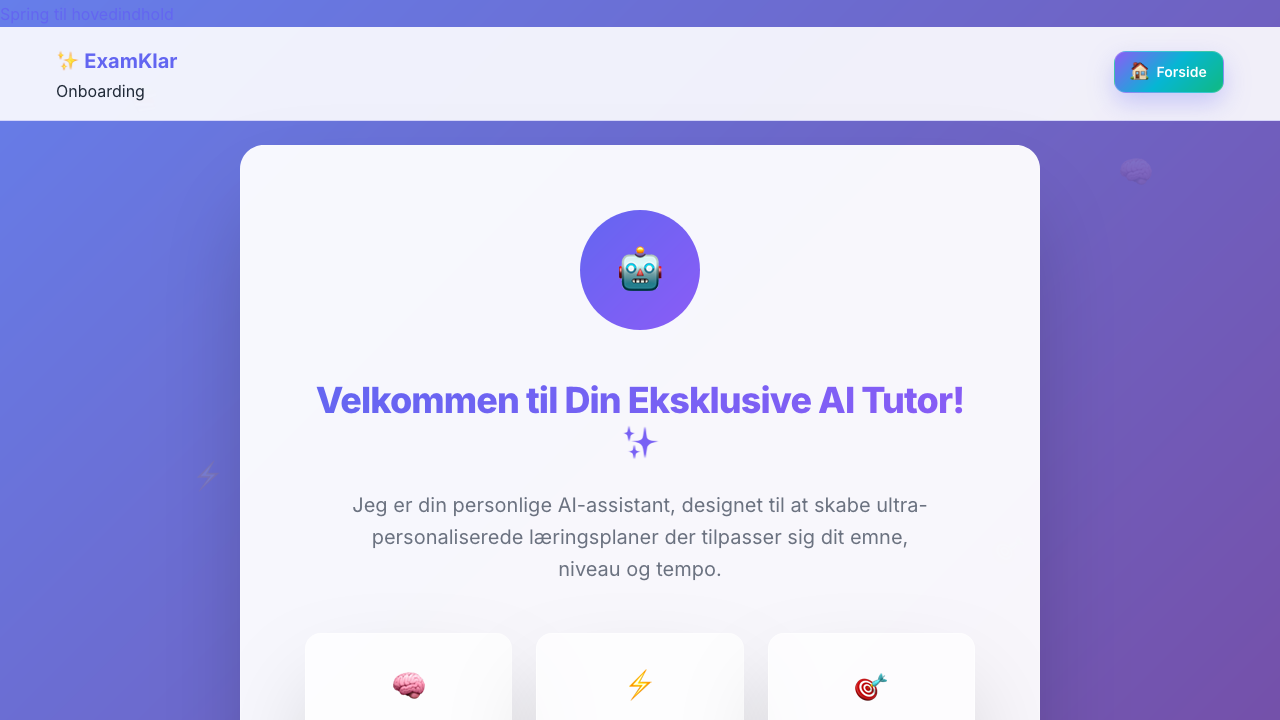 Spring til hovedindhold
✨ ExamKlar
Onboarding
🏠 Forside
Velkommen til Din Eksklusive AI Tutor!
✨
Jeg er din personlige AI-assistant, designet til at skabe ultra-
personaliserede læringsplaner der tilpasser sig dit emne,
niveau og tempo.